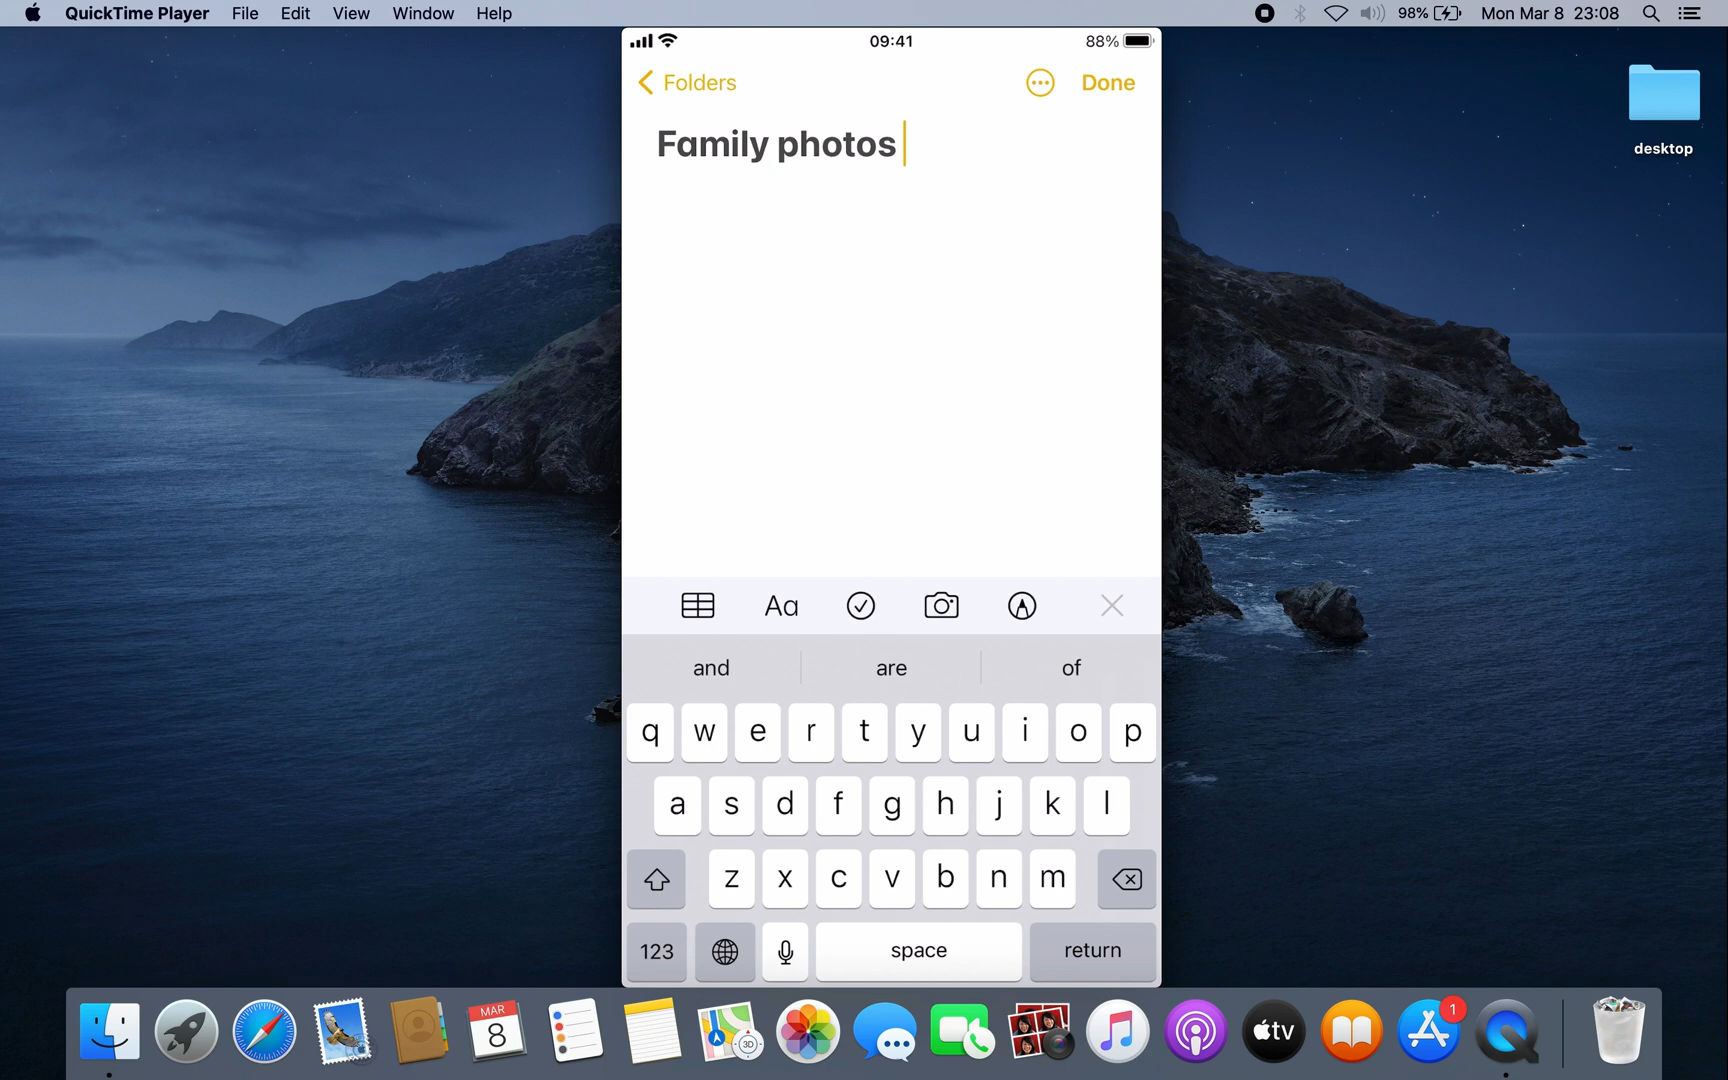 QuickTime Player File Edit View Window Help 98% Mon Mar 8 23:08
09:41 88%
Folders Done
Family photos
desktop
Aa
and are of
q w e r t y u i o p
a s d f g h j k l
z x c v b n m
123 space return
MAR
8
3D
tv
1